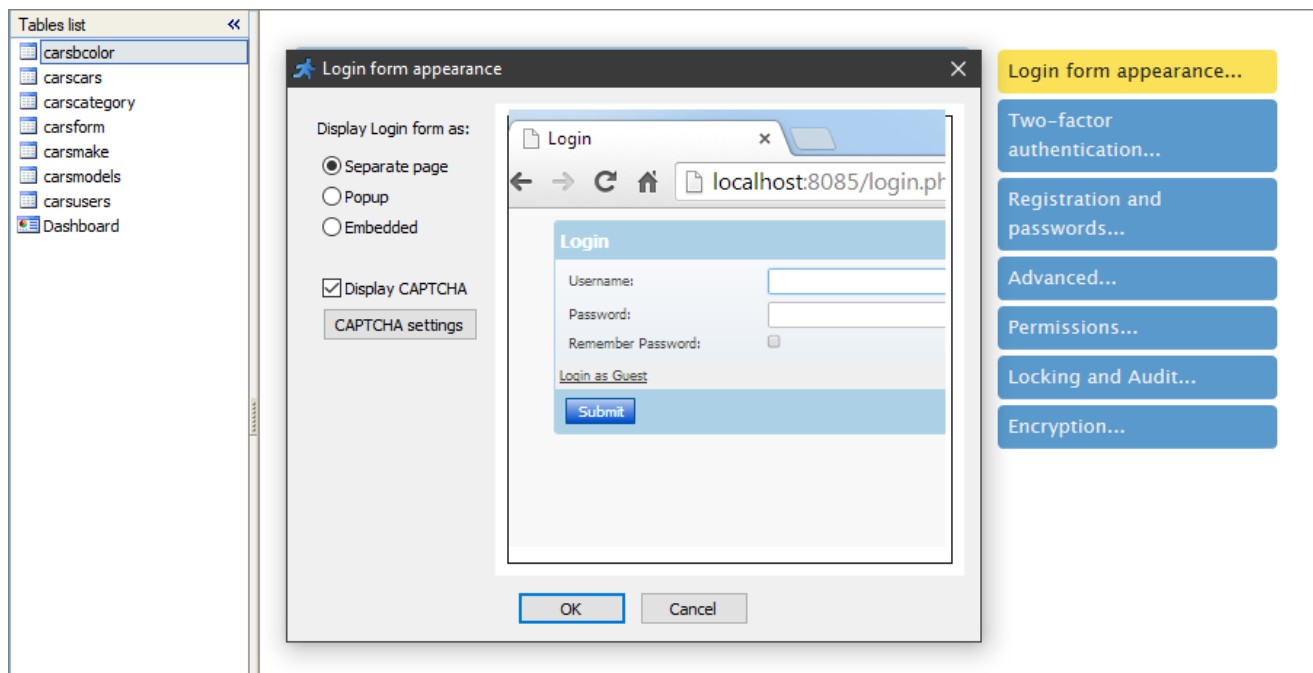 Tables list
carsbcolor
carscars
carscategory
carsform
carsmake
carsmodels
carsusers
Dashboard
Login form appearance
Display Login form as:
Separate page
Popup
Embedded
Display CAPTCHA
CAPTCHA settings
Login
localhost:8085/login.ph
Login
Username:
Password:
Remember Password:
Login as Guest
Submit
OK
Cancel
Login form appearance...
Two-factor
authentication...
Registration and
passwords...
Advanced...
Permissions...
Locking and Audit...
Encryption...